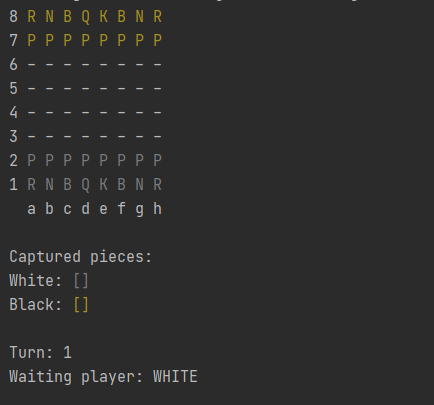 8 R N B Q K B N R
7 P P P P P P P P
6 - - - - - - - -
5 - - - - - - - -
4 - - - - - - - -
3 - - - - - - - -
2 P P P P P P P P
1 R N B Q K B N R
a b c d e f g h
Captured pieces:
White: []
Black: []
Turn: 1
Waiting player: WHITE